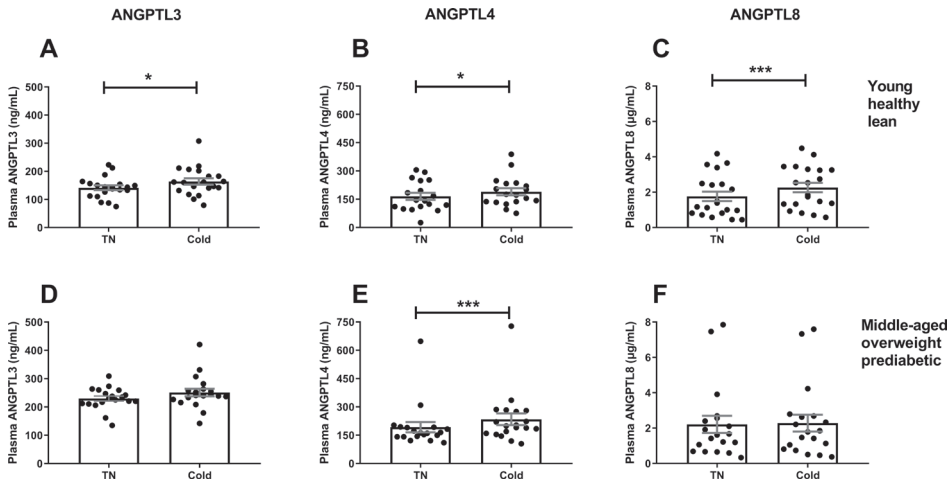 ANGPTL3
ANGPTL4
ANGPTL8
A
*
Plasma ANGPTL3 (ng/mL)
500
400
300
200
100
0
TN
Cold
B
*
Plasma ANGPTL4 (ng/mL)
750
600
450
300
150
0
TN
Cold
C
***
Plasma ANGPTL8 (µg/mL)
8
6
4
2
0
TN
Cold
Young
healthy
lean
D
Plasma ANGPTL3 (ng/mL)
500
400
300
200
100
0
TN
Cold
E
***
Plasma ANGPTL4 (ng/mL)
750
600
450
300
150
0
TN
Cold
F
Plasma ANGPTL8 (µg/mL)
8
6
4
2
0
TN
Cold
Middle-aged
overweight
prediabetic